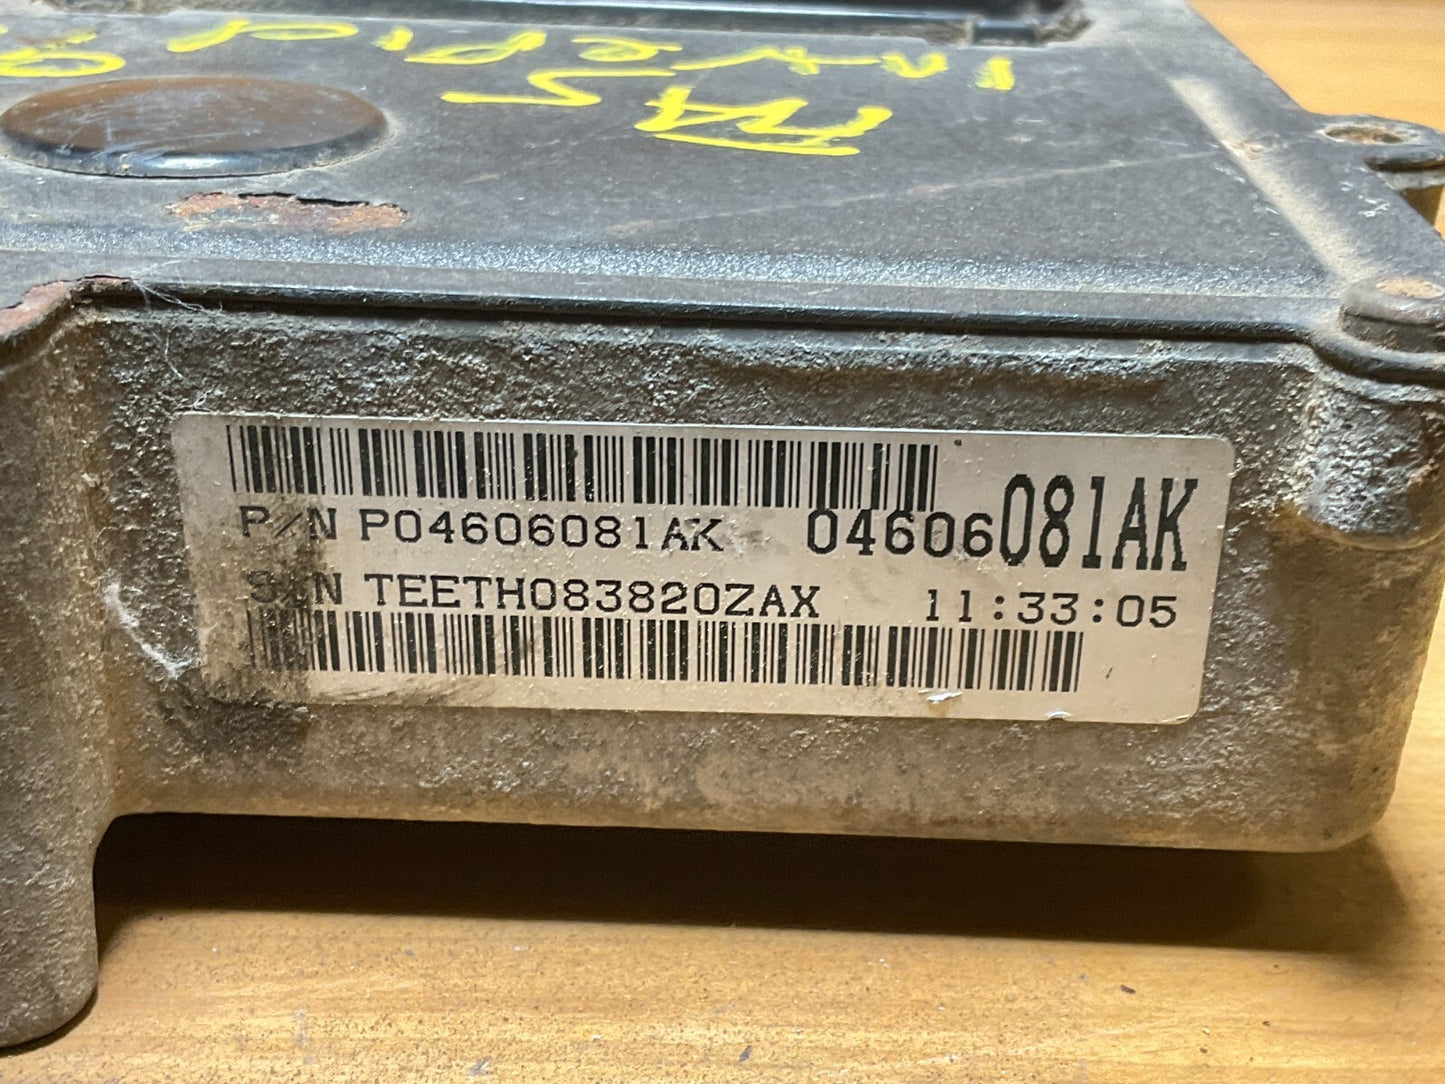 P/N P04606081AK 04606081AK
S/N TEETH083820ZAX 11:33:05